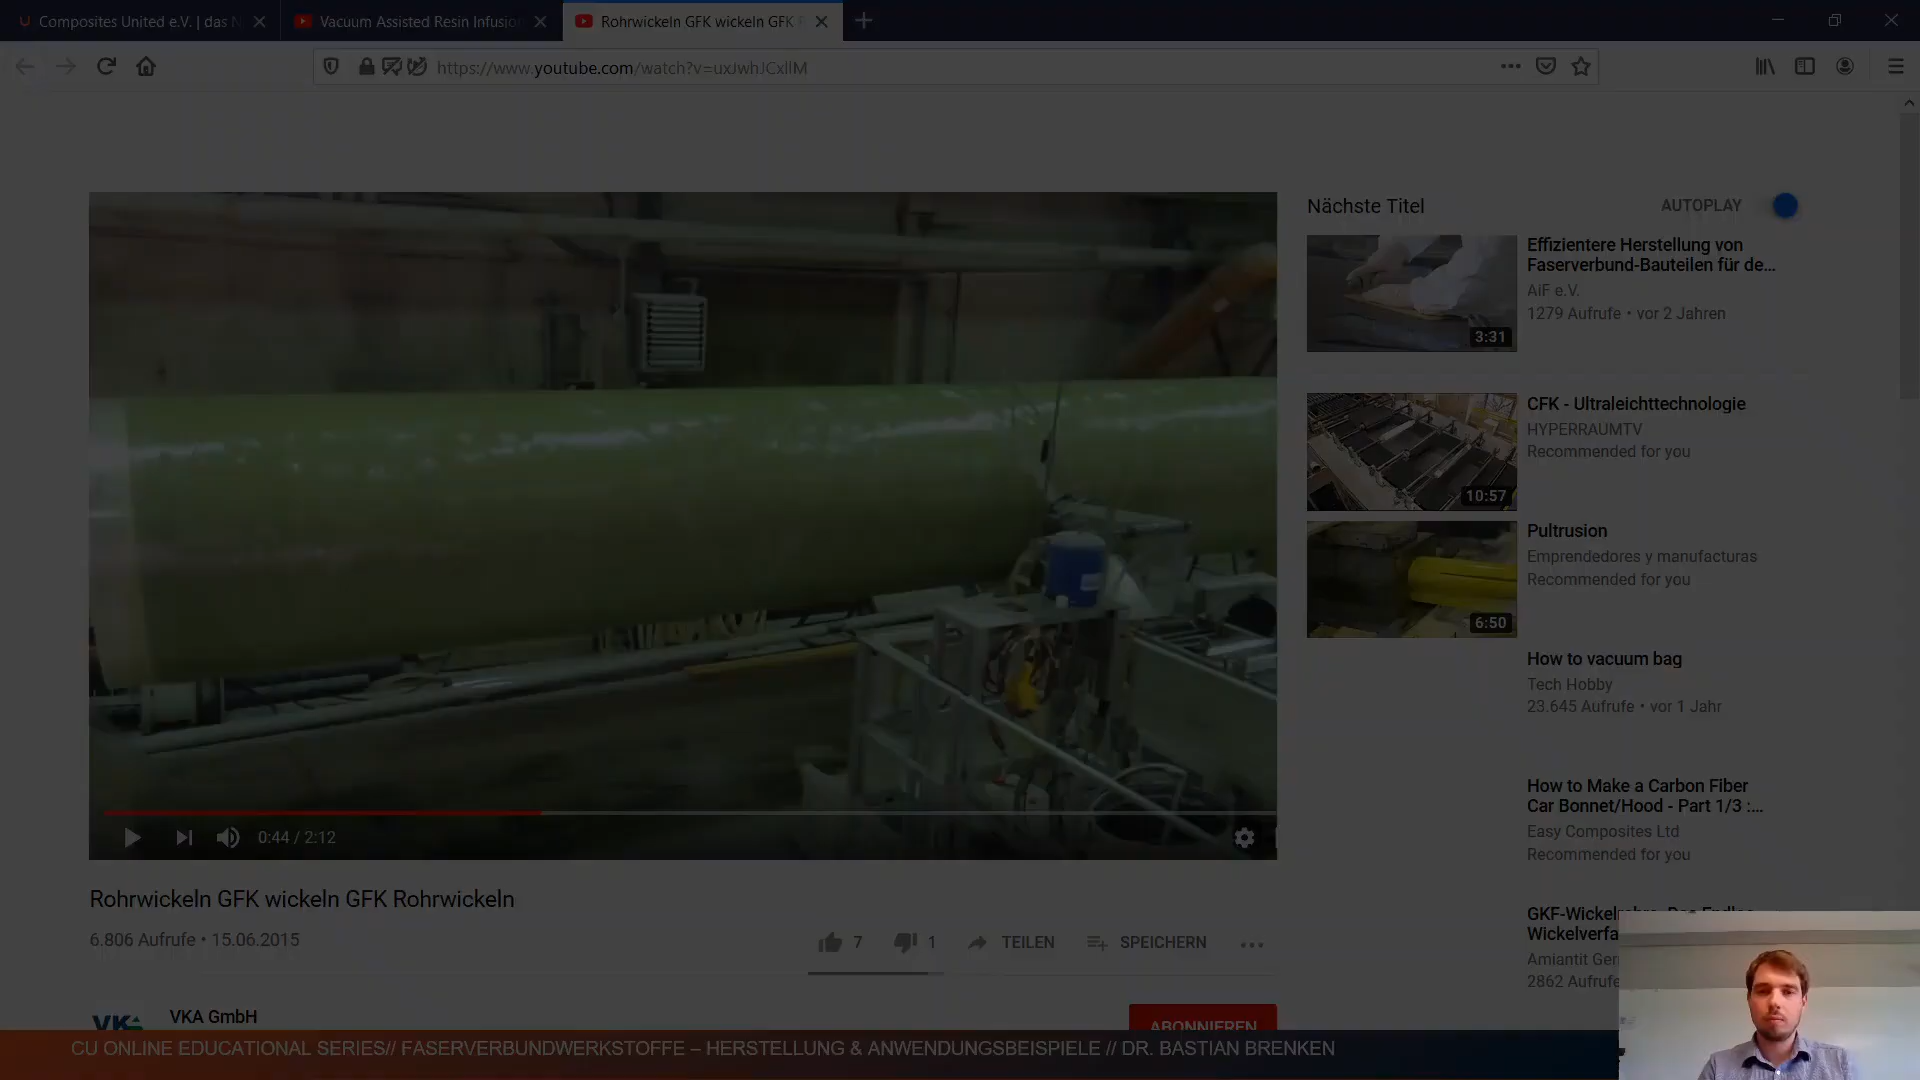 Composites United e.V. | das N
Vacuum Assisted Resin Infusio
Rohrwickeln GFK wickeln GFK R
https://www.youtube.com/watch?v=uxJwhJCxIIM
Nächste Titel
AUTOPLAY
Effizientere Herstellung von
Faserverbund-Bauteilen für de...
AiF e.V.
1279 Aufrufe • vor 2 Jahren
3:31
CFK - Ultraleichttechnologie
HYPERRAUMTV
Recommended for you
10:57
Pultrusion
Emprendedores y manufacturas
Recommended for you
6:50
How to vacuum bag
Tech Hobby
23.645 Aufrufe • vor 1 Jahr
How to Make a Carbon Fiber
Car Bonnet/Hood - Part 1/3 :...
Easy Composites Ltd
Recommended for you
GKF-Wickelrohre- Das Endlos
Wickelverfa
Amiantit Ger
2862 Aufrufe
0:44 / 2:12
Rohrwickeln GFK wickeln GFK Rohrwickeln
6.806 Aufrufe • 15.06.2015
7
1
TEILEN
SPEICHERN
VKA
VKA GmbH
ABONNIEREN
CU ONLINE EDUCATIONAL SERIES// FASERVERBUNDWERKSTOFFE – HERSTELLUNG & ANWENDUNGSBEISPIELE // DR. BASTIAN BRENKEN